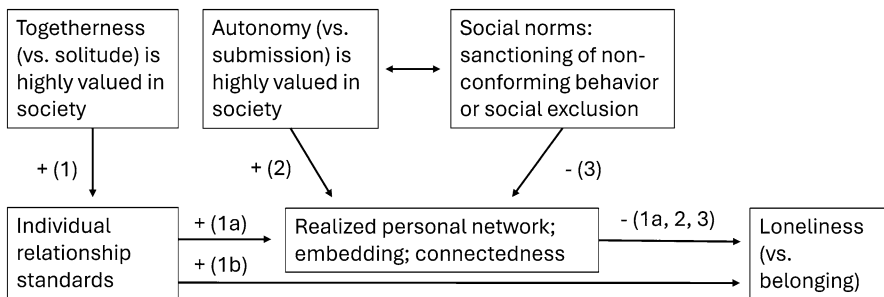 Togetherness
(vs. solitude) is
highly valued in
society
Autonomy (vs.
submission) is
highly valued in
society
Social norms:
sanctioning of non-
conforming behavior
or social exclusion
+ (1)
+ (2)
- (3)
Individual
relationship
standards
+ (1a)
+ (1b)
Realized personal network;
embedding; connectedness
- (1a, 2, 3)
Loneliness
(vs.
belonging)